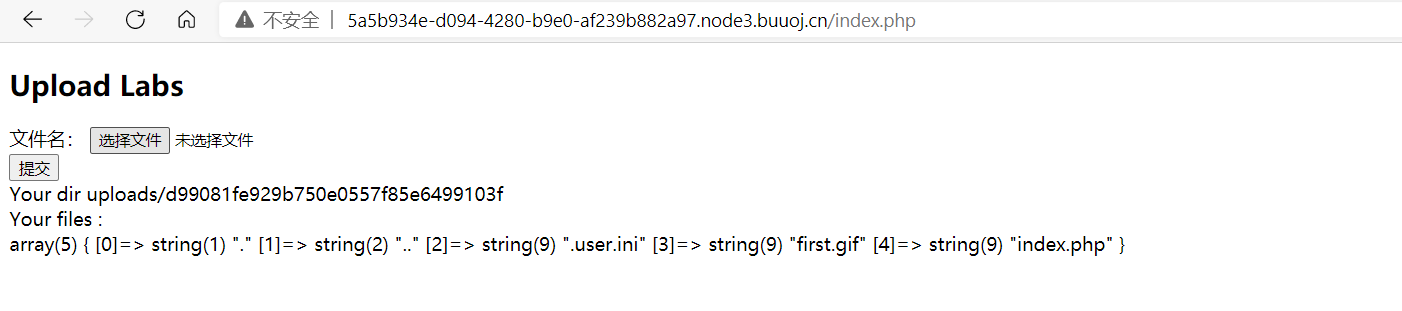 不安全 | 5a5b934e-d094-4280-b9e0-af239b882a97.node3.buuoj.cn/index.php
Upload Labs
文件名： 选择文件 未选择文件
提交
Your dir uploads/d99081fe929b750e0557f85e6499103f
Your files :
array(5) { [0]=> string(1) "." [1]=> string(2) ".." [2]=> string(9) ".user.ini" [3]=> string(9) "first.gif" [4]=> string(9) "index.php" }